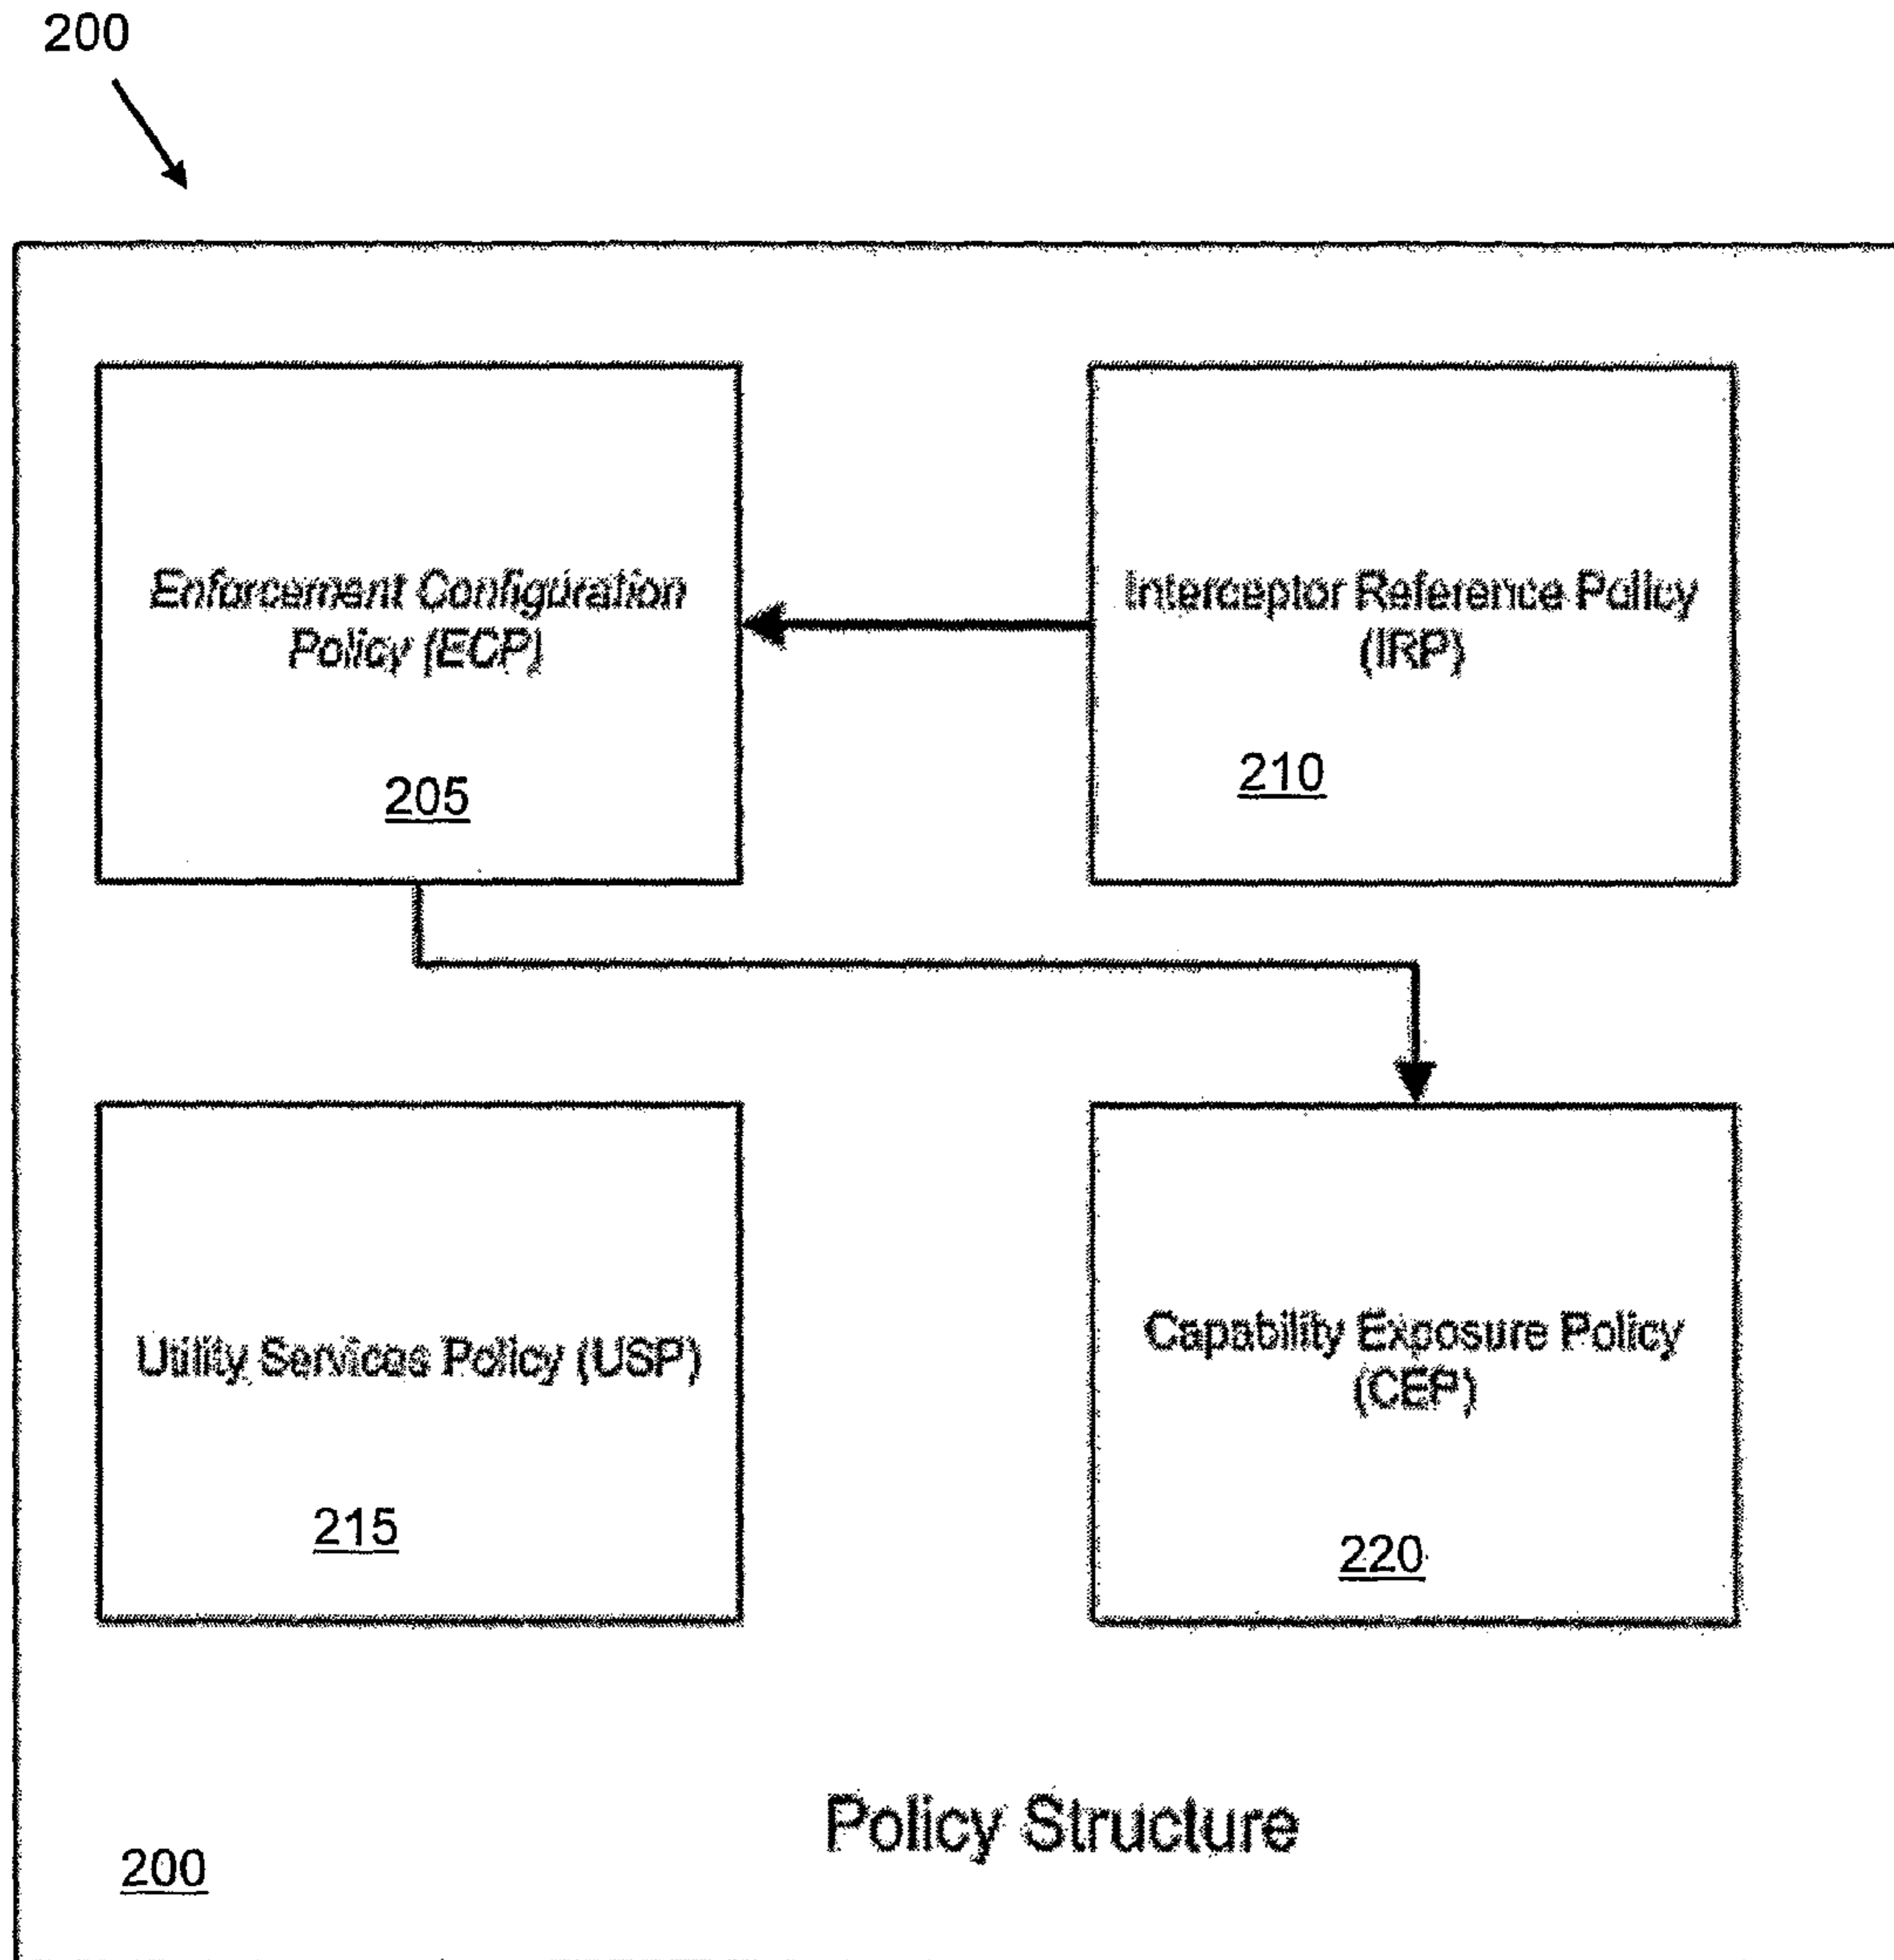 200
Enforcement Configuration
Policy (ECP)
205
Interceptor Reference Policy
(IRP)
210
Utility Services Policy (USP)
215
Capability Exposure Policy
(CEP)
220
Policy Structure
200